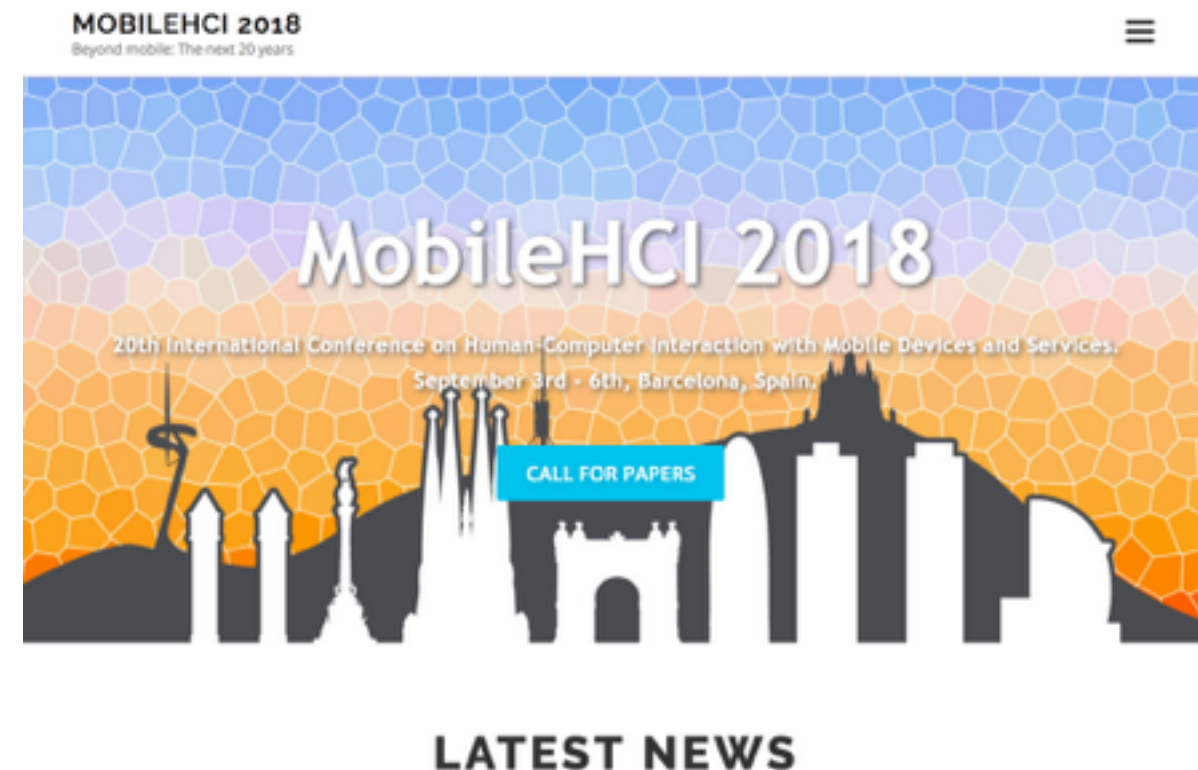 MOBILEHCI 2018
Beyond mobile: The next 20 years
MobileHCI 2018
20th International Conference on Human-Computer Interaction with Mobile Devices and Services.
September 3rd - 6th, Barcelona, Spain.
CALL FOR PAPERS
LATEST NEWS